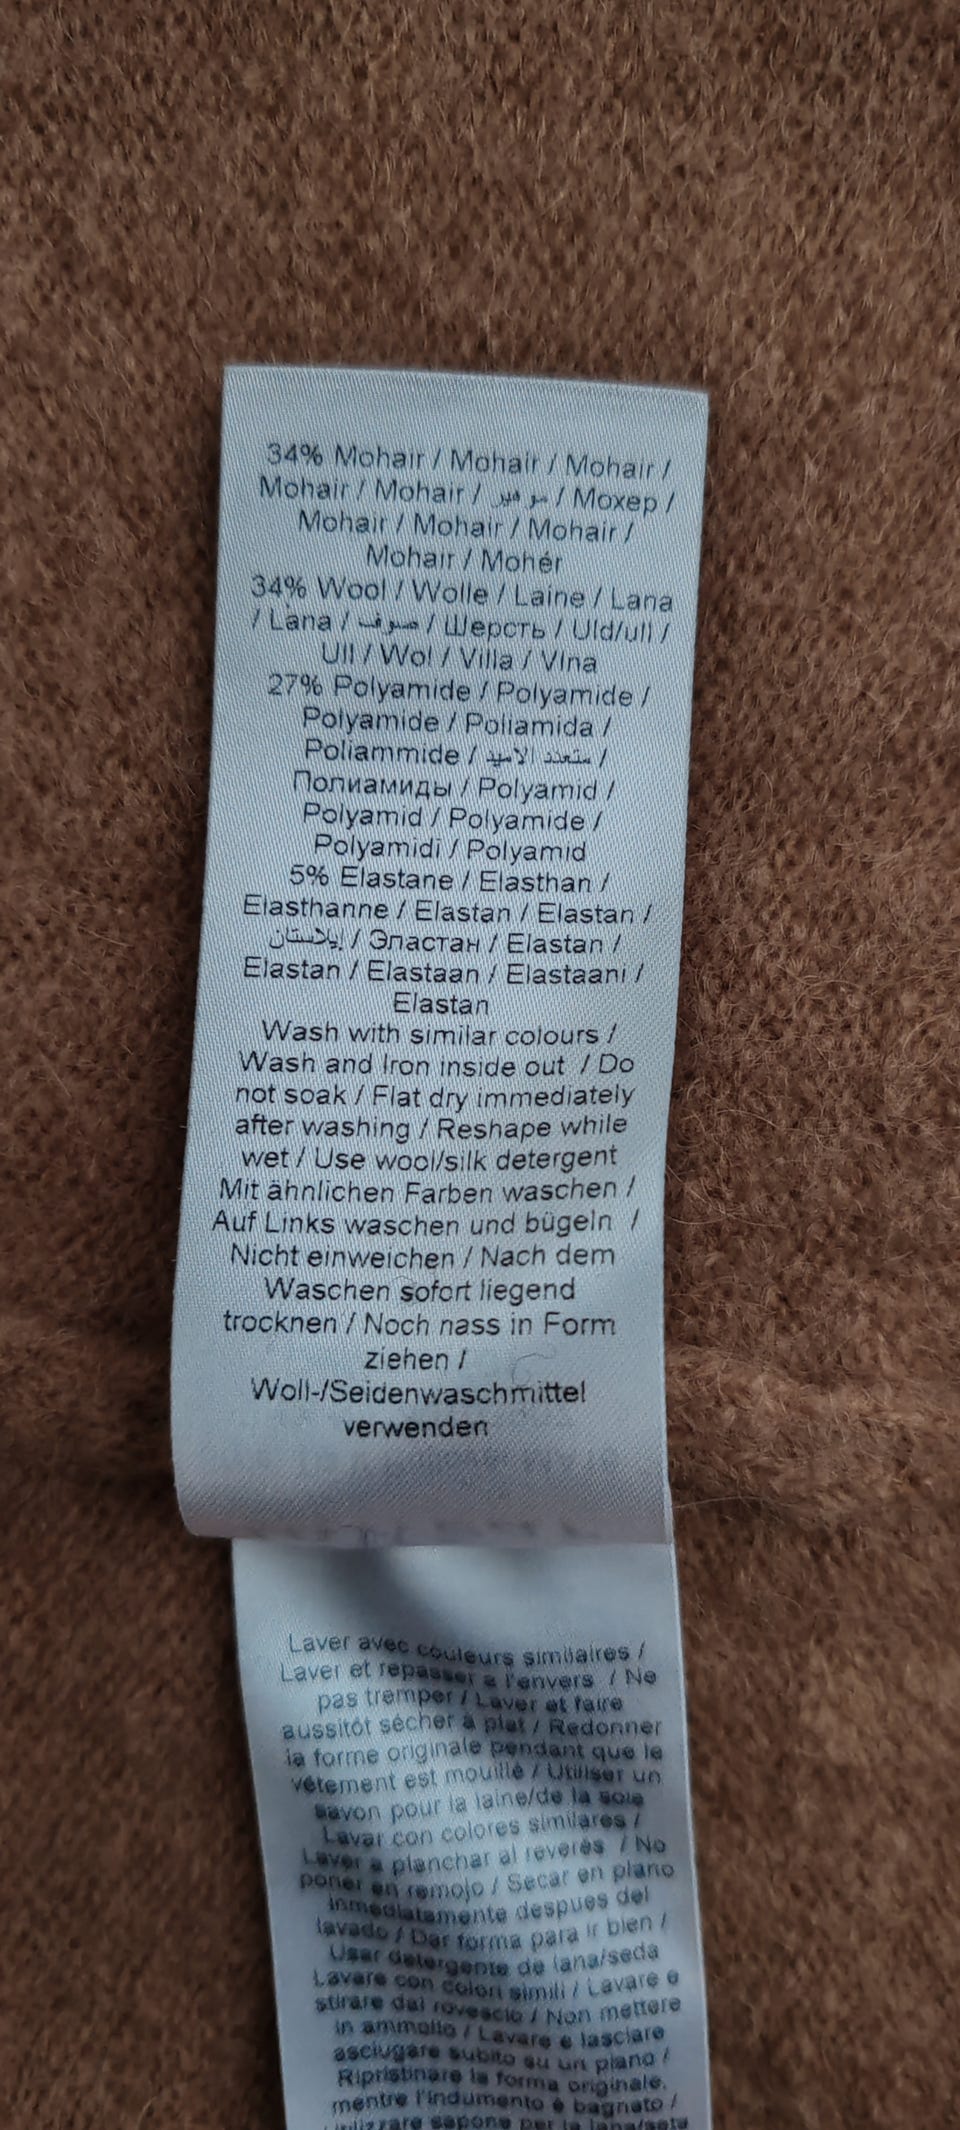 34% Mohair / Mohair / Mohair /
Mohair / Mohair / موهير / Мохер /
Mohair / Mohair / Mohair /
Mohair / Mohér
34% Wool / Wolle / Laine / Lana
/ Lana / صوف / Шерсть / Uld/ull /
Ull / Wol / Villa / Vlna
27% Polyamide / Polyamide /
Polyamide / Poliamida /
Poliammide / متعدد الاميد /
Полиамиды / Polyamid /
Polyamid / Polyamide /
Polyamidi / Polyamid
5% Elastane / Elasthan /
Elasthanne / Elastan / Elastan /
إيلاستان / Эластан / Elastan /
Elastan / Elastaan / Elastaani /
Elastan
Wash with similar colours /
Wash and Iron inside out / Do
not soak / Flat dry immediately
after washing / Reshape while
wet / Use wool/silk detergent
Mit ähnlichen Farben waschen /
Auf Links waschen und bügeln /
Nicht einweichen / Nach dem
Waschen sofort liegend
trocknen / Noch nass in Form
ziehen /
Woll-/Seidenwaschmittel
verwenden
Laver avec couleurs similaires /
Laver et repasser a l'envers / Ne
pas tremper / Laver et faire
aussitôt sécher à plat / Redonner
la forme originale pendant que le
vêtement est mouillé / Utiliser un
savon pour la laine/de la soie
Lavar con colores similares /
Laver a planchar al reverés / No
poner en remojo / Secar en plano
inmediatamente despues del
lavado / Dar forma para ir bien /
Usar detergente de lana/seda
Lavare con colori simili / Lavare e
stirare dal rovescio / Non mettere
in ammollo / Lavare e lasciare
asciugare subito su un piano /
Ripristinare la forma originale,
mentre l'indumento è bagnato /
Utilizzare sapone per la lana/seta